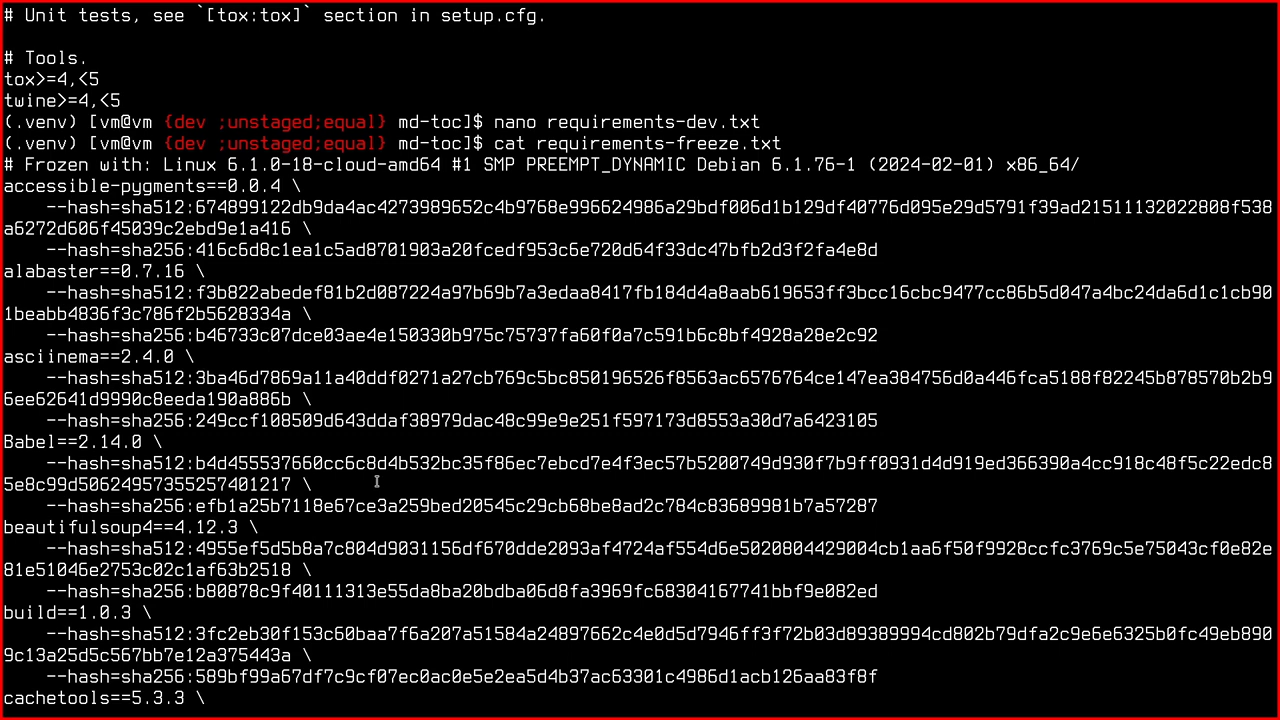 # Unit tests, see `[tox:tox]` section in setup.cfg.
# Tools.
tox>=4,<5
twine>=4,<5
(.venv) [vm@vm {dev ;unstaged;equal} md-toc]$ nano requirements-dev.txt
(.venv) [vm@vm {dev ;unstaged;equal} md-toc]$ cat requirements-freeze.txt
# Frozen with: Linux 6.1.0-18-cloud-amd64 #1 SMP PREEMPT_DYNAMIC Debian 6.1.76-1 (2024-02-01) x86_64/
accessible-pygments==0.0.4 \
    --hash=sha512:674899122db9da4ac4273989652c4b9768e996624986a29bdf006d1b129df40776d095e29d5791f39ad21511132022808f538
a6272d606f45039c2ebd9e1a416 \
    --hash=sha256:416c6d8c1ea1c5ad8701903a20fcedf953c6e720d64f33dc47bfb2d3f2fa4e8d
alabaster==0.7.16 \
    --hash=sha512:f3b822abedef81b2d087224a97b69b7a3edaa8417fb184d4a8aab619653ff3bcc16cbc9477cc86b5d047a4bc24da6d1c1cb90
1beabb4836f3c786f2b5628334a \
    --hash=sha256:b46733c07dce03ae4e150330b975c75737fa60f0a7c591b6c8bf4928a28e2c92
asciinema==2.4.0 \
    --hash=sha512:3ba46d7869a11a40ddf0271a27cb769c5bc850196526f8563ac6576764ce147ea384756d0a446fca5188f82245b878570b2b9
6ee62641d9990c8eeda190a886b \
    --hash=sha256:249ccf108509d643ddaf38979dac48c99e9e251f597173d8553a30d7a6423105
Babel==2.14.0 \
    --hash=sha512:b4d455537660cc6c8d4b532bc35f86ec7ebcd7e4f3ec57b5200749d930f7b9ff0931d4d919ed366390a4cc918c48f5c22edc8
5e8c99d50624957355257401217 \
    --hash=sha256:efb1a25b7118e67ce3a259bed20545c29cb68be8ad2c784c83689981b7a57287
beautifulsoup4==4.12.3 \
    --hash=sha512:4955ef5d5b8a7c804d9031156df670dde2093af4724af554d6e5020804429004cb1aa6f50f9928ccfc3769c5e75043cf0e82e
81e51046e2753c02c1af63b2518 \
    --hash=sha256:b80878c9f40111313e55da8ba20bdba06d8fa3969fc68304167741bbf9e082ed
build==1.0.3 \
    --hash=sha512:3fc2eb30f153c60baa7f6a207a51584a24897662c4e0d5d7946ff3f72b03d89389994cd802b79dfa2c9e6e6325b0fc49eb890
9c13a25d5c567bb7e12a375443a \
    --hash=sha256:589bf99a67df7c9cf07ec0ac0e5e2ea5d4b37ac63301c4986d1acb126aa83f8f
cachetools==5.3.3 \